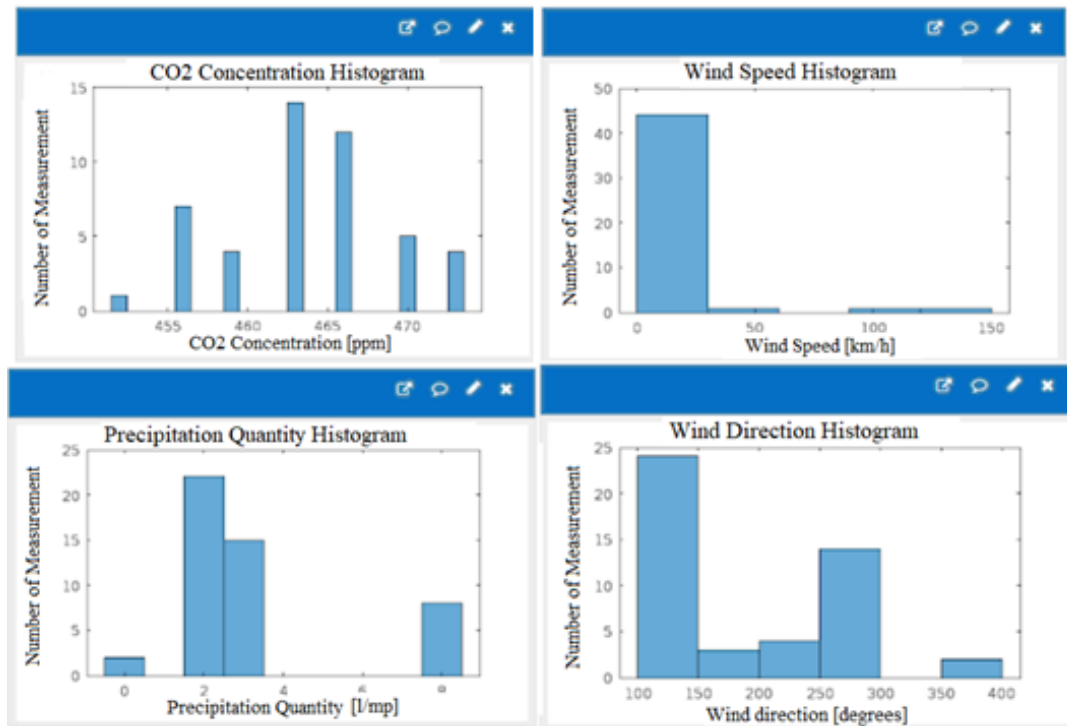 CO2 Concentration Histogram
Number of Measurement
15
10
5
0
455 460 465 470
CO2 Concentration [ppm]
Wind Speed Histogram
Number of Measurement
50
40
30
20
10
0
0 50 100 150
Wind Speed [km/h]
Precipitation Quantity Histogram
Number of Measurement
25
20
15
10
5
0
0 2 4 6 8
Precipitation Quantity [l/mp]
Wind Direction Histogram
Number of Measurement
25
20
15
10
5
0
100 150 200 250 300 350 400
Wind direction [degrees]